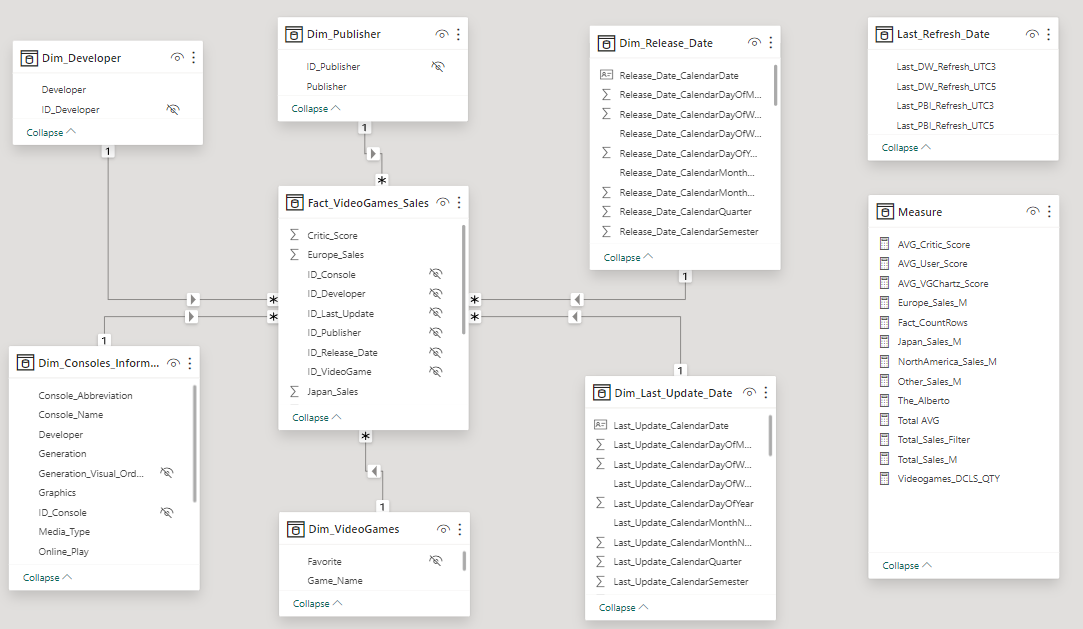 Dim_Developer
Developer
ID_Developer
Collapse
1
Dim_Publisher
ID_Publisher
Publisher
Collapse
1
*
Dim_Release_Date
Release_Date_CalendarDate
Release_Date_CalendarDayOfM...
Release_Date_CalendarDayOfW...
Release_Date_CalendarDayOfW...
Release_Date_CalendarDayOfY...
Release_Date_CalendarMonth...
Release_Date_CalendarMonth...
Release_Date_CalendarQuarter
Release_Date_CalendarSemester
Collapse
1
Last_Refresh_Date
Last_DW_Refresh_UTC3
Last_DW_Refresh_UTC5
Last_PBI_Refresh_UTC3
Last_PBI_Refresh_UTC5
Collapse
Fact_VideoGames_Sales
Critic_Score
Europe_Sales
ID_Console
ID_Developer
ID_Last_Update
ID_Publisher
ID_Release_Date
ID_VideoGame
Japan_Sales
Collapse
*
*
*
*
*
Measure
AVG_Critic_Score
AVG_User_Score
AVG_VGChartz_Score
Europe_Sales_M
Fact_CountRows
Japan_Sales_M
NorthAmerica_Sales_M
Other_Sales_M
The_Alberto
Total AVG
Total_Sales_Filter
Total_Sales_M
Videogames_DCLS_QTY
Collapse
1
Dim_Consoles_Inform...
Console_Abbreviation
Console_Name
Developer
Generation
Generation_Visual_Ord...
Graphics
ID_Console
Media_Type
Online_Play
Collapse
1
Dim_VideoGames
Favorite
Game_Name
Collapse
1
Dim_Last_Update_Date
Last_Update_CalendarDate
Last_Update_CalendarDayOfM...
Last_Update_CalendarDayOfW...
Last_Update_CalendarDayOfW...
Last_Update_CalendarDayOfYear
Last_Update_CalendarMonthN...
Last_Update_CalendarMonthN...
Last_Update_CalendarQuarter
Last_Update_CalendarSemester
Collapse